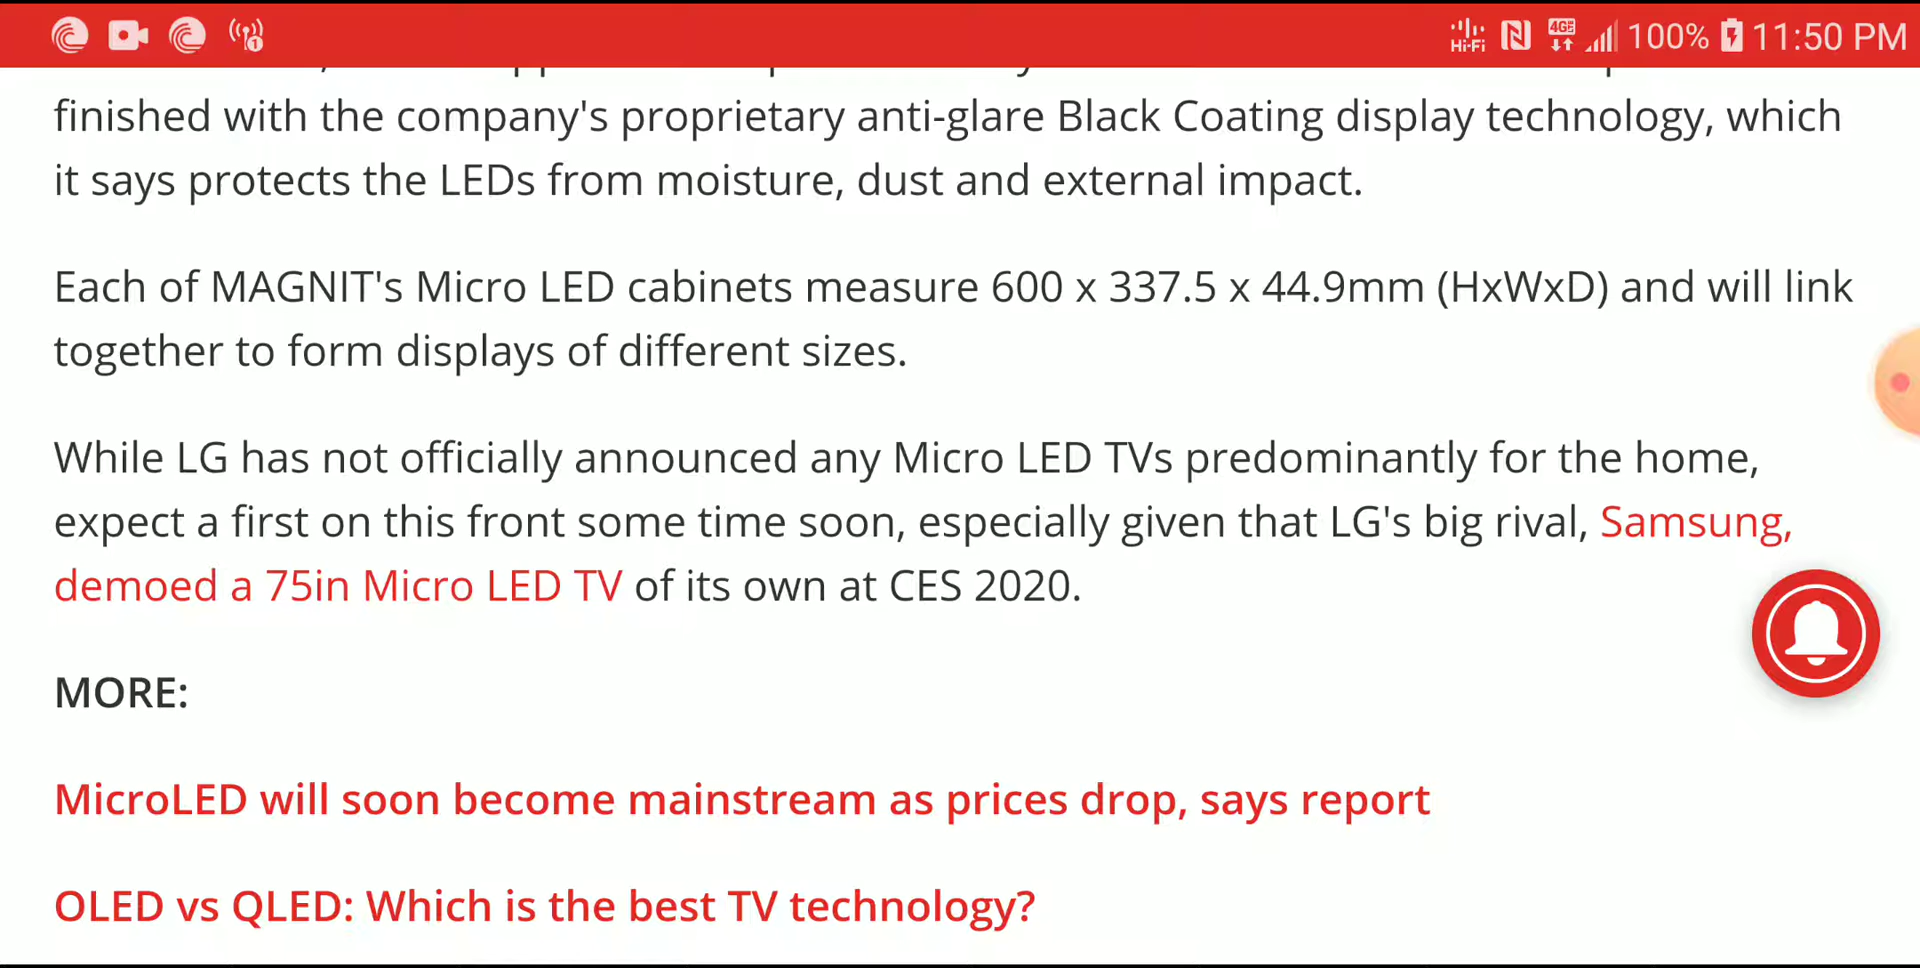 Hi-Fi 4GE 100% 11:50 PM
finished with the company's proprietary anti-glare Black Coating display technology, which
it says protects the LEDs from moisture, dust and external impact.
Each of MAGNIT's Micro LED cabinets measure 600 x 337.5 x 44.9mm (HxWxD) and will link
together to form displays of different sizes.
While LG has not officially announced any Micro LED TVs predominantly for the home,
expect a first on this front some time soon, especially given that LG's big rival, Samsung,
demoed a 75in Micro LED TV of its own at CES 2020.
MORE:
MicroLED will soon become mainstream as prices drop, says report
OLED vs QLED: Which is the best TV technology?